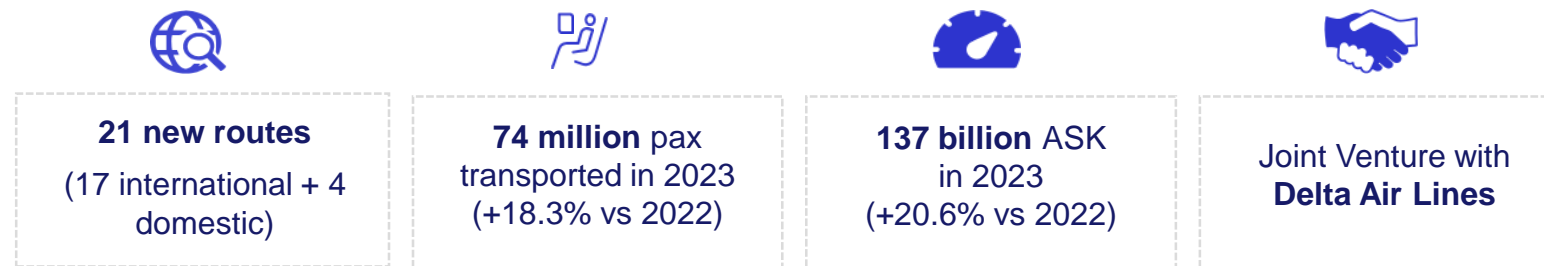 21 new routes
(17 international + 4
domestic)
74 million pax
transported in 2023
(+18.3% vs 2022)
137 billion ASK
in 2023
(+20.6% vs 2022)
Joint Venture with
Delta Air Lines